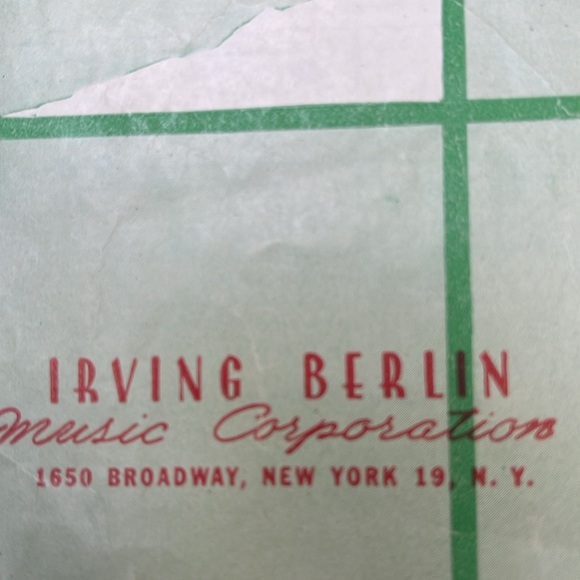 IRVING BERLIN
Music Corporation
1650 BROADWAY, NEW YORK 19, N. Y.